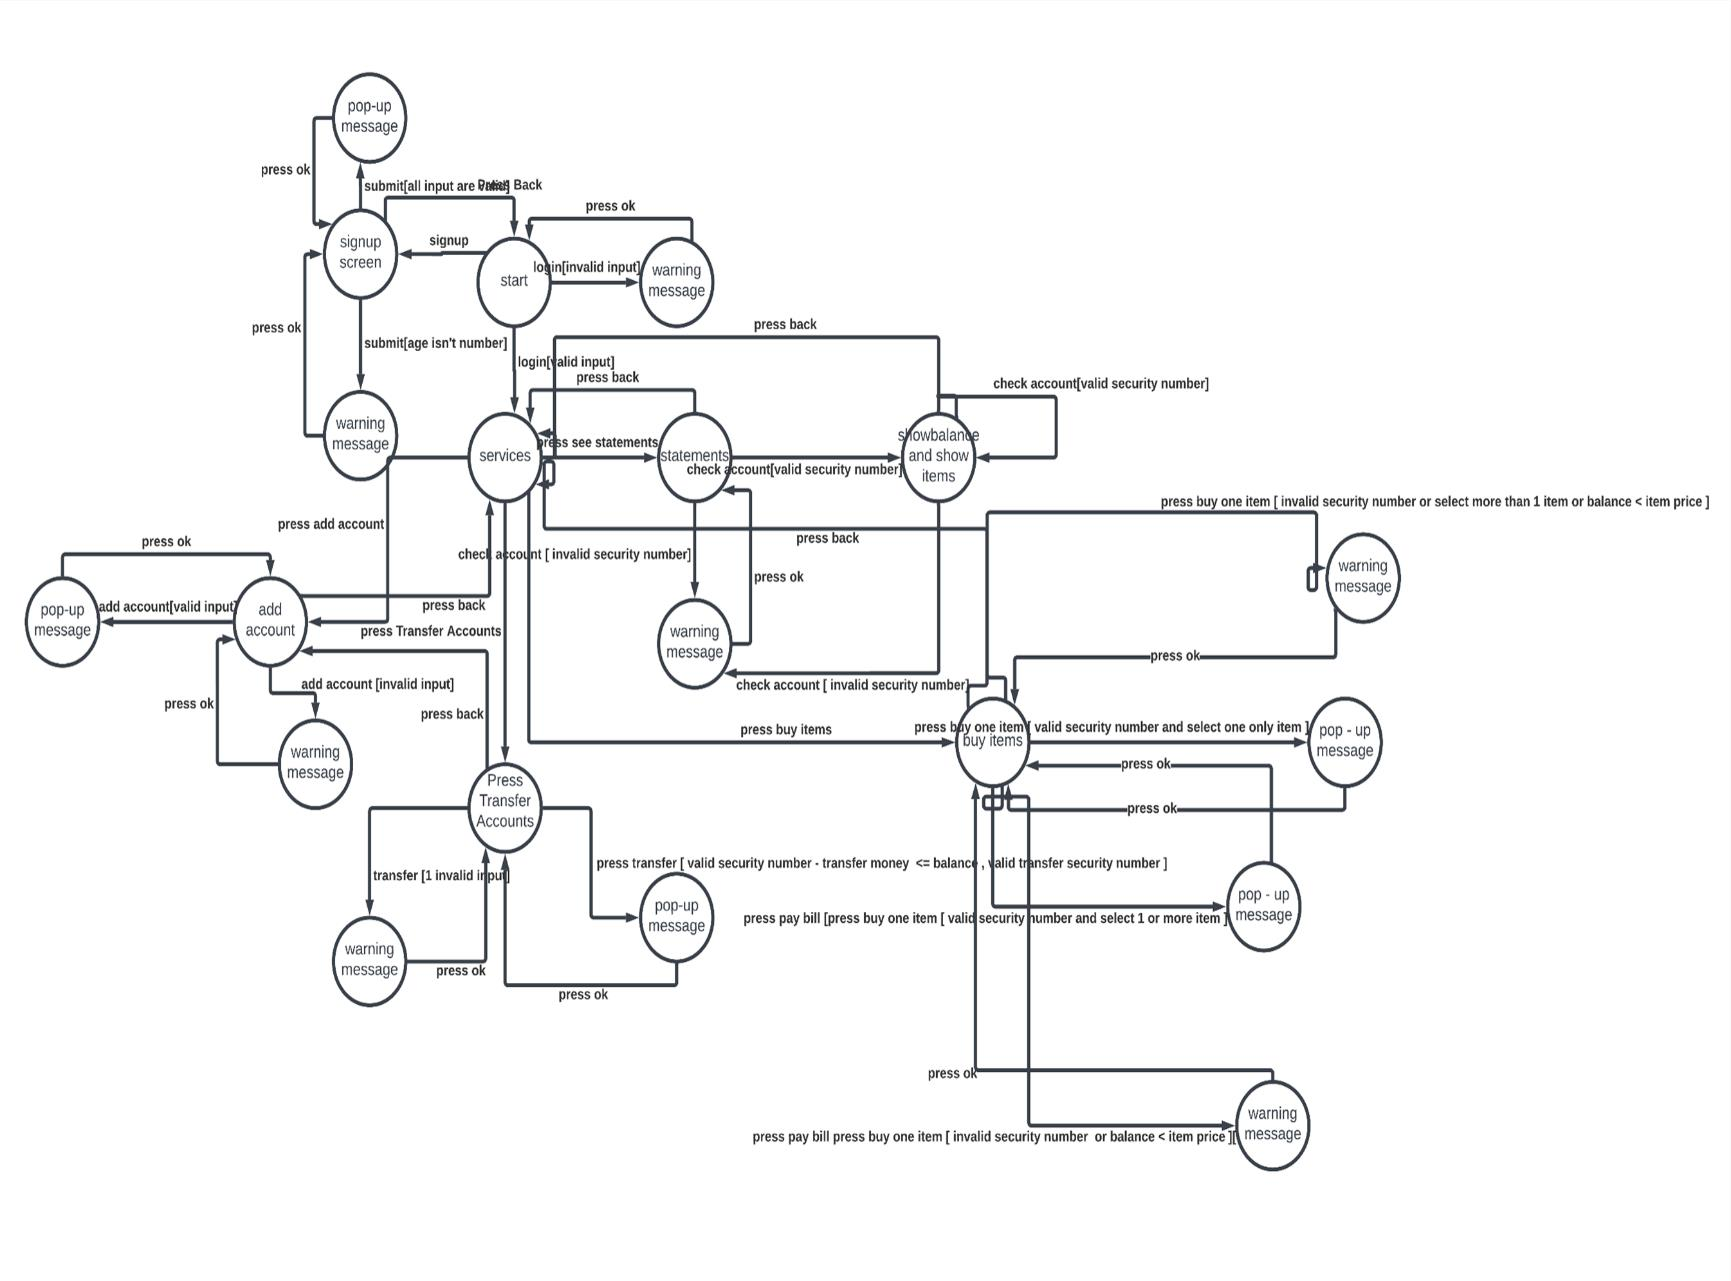 pop-up
message
press ok
submit[all input are valid]
Press Back
press ok
signup
screen
signup
start
login[invalid input]
warning
message
press ok
submit[age isn't number]
press back
login[valid input]
press back
check account[valid security number]
warning
message
services
press see statements
statements
check account[valid security number]
showbalance
and show
items
press buy one item [ invalid security number or select more than 1 item or balance < item price ]
press add account
press back
press ok
check account [ invalid security number]
press ok
warning
message
pop-up
message
add account[valid input]
add
account
press back
press Transfer Accounts
warning
message
press ok
check account [ invalid security number]
add account [invalid input]
press ok
press back
press buy items
press buy one item [ valid security number and select one only item ]
buy items
pop - up
message
warning
message
press ok
press ok
Press
Transfer
Accounts
press transfer [ valid security number - transfer money <= balance , valid transfer security number ]
transfer [1 invalid input]
pop-up
message
pop - up
message
press pay bill [press buy one item [ valid security number and select 1 or more item ]
warning
message
press ok
press ok
press ok
warning
message
press pay bill press buy one item [ invalid security number or balance < item price ][